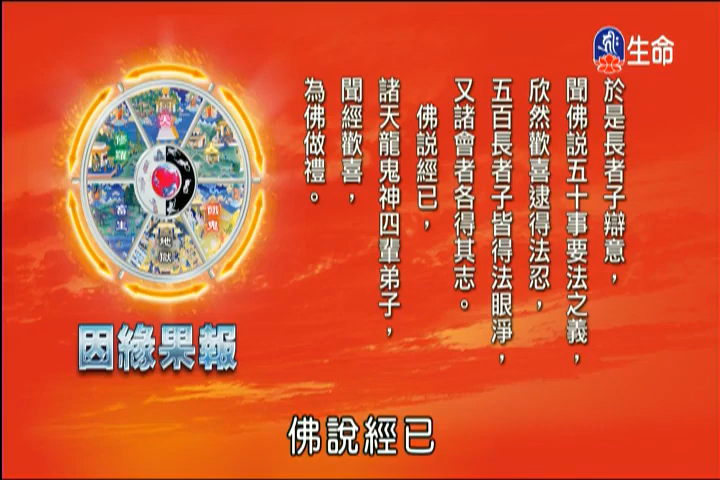 生命
於是長者子辯意，
聞佛說五十事要法之義，
欣然歡喜逮得法忍，
五百長者子皆得法眼淨，
又諸會者各得其志。
佛說經已，
諸天龍鬼神四輩弟子，
聞經歡喜，
為佛做禮。
天
修羅
畜生
地獄
餓鬼
因緣果報
佛說經已